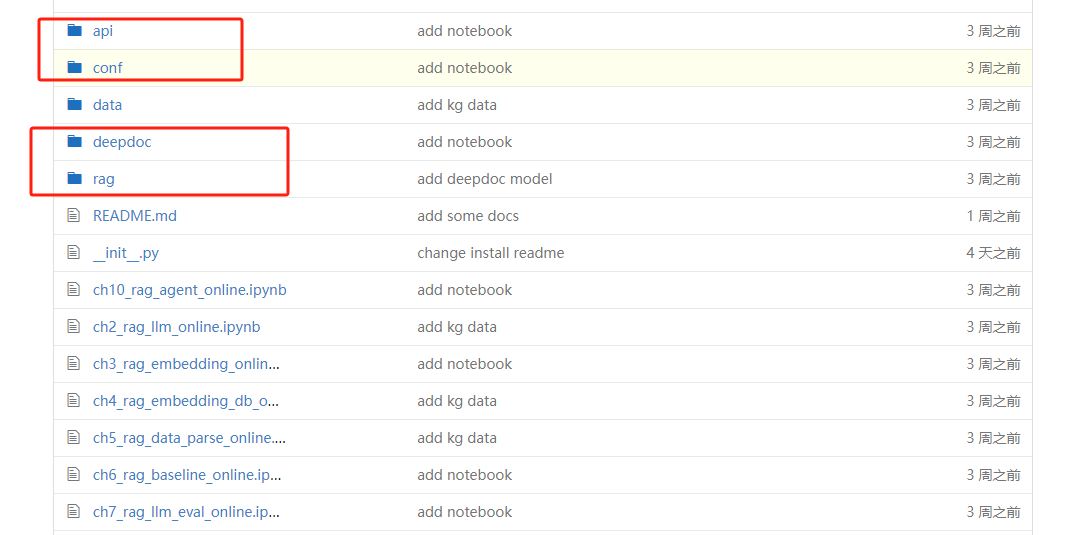 api add notebook 3 周之前
conf add notebook 3 周之前
data add kg data 3 周之前
deepdoc add notebook 3 周之前
rag add deepdoc model 3 周之前
README.md add some docs 1 周之前
__init__.py change install readme 4 天之前
ch10_rag_agent_online.ipynb add notebook 3 周之前
ch2_rag_llm_online.ipynb add kg data 3 周之前
ch3_rag_embedding_onlin... add notebook 3 周之前
ch4_rag_embedding_db_o... add kg data 3 周之前
ch5_rag_data_parse_online.... add kg data 3 周之前
ch6_rag_baseline_online.ip... add notebook 3 周之前
ch7_rag_llm_eval_online.ip... add notebook 3 周之前